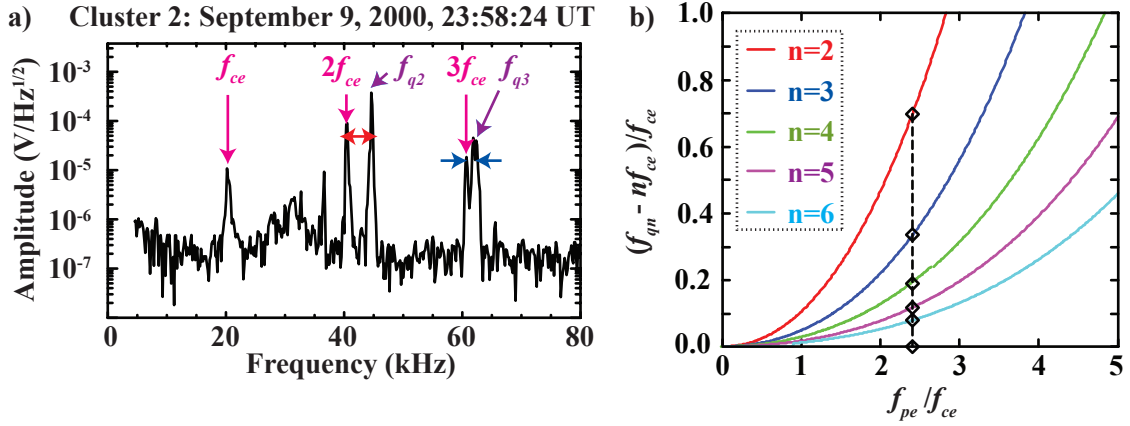 a) Cluster 2: September 9, 2000, 23:58:24 UT
Amplitude (V/Hz^1/2)
10^-3
10^-4
10^-5
10^-6
10^-7
f_ce
2f_ce
f_q2
3f_ce
f_q3
0 20 40 60 80
Frequency (kHz)
b)
(f_qn - nf_ce)/f_ce
1.0
0.8
0.6
0.4
0.2
0.0
n=2
n=3
n=4
n=5
n=6
0 1 2 3 4 5
f_pe /f_ce